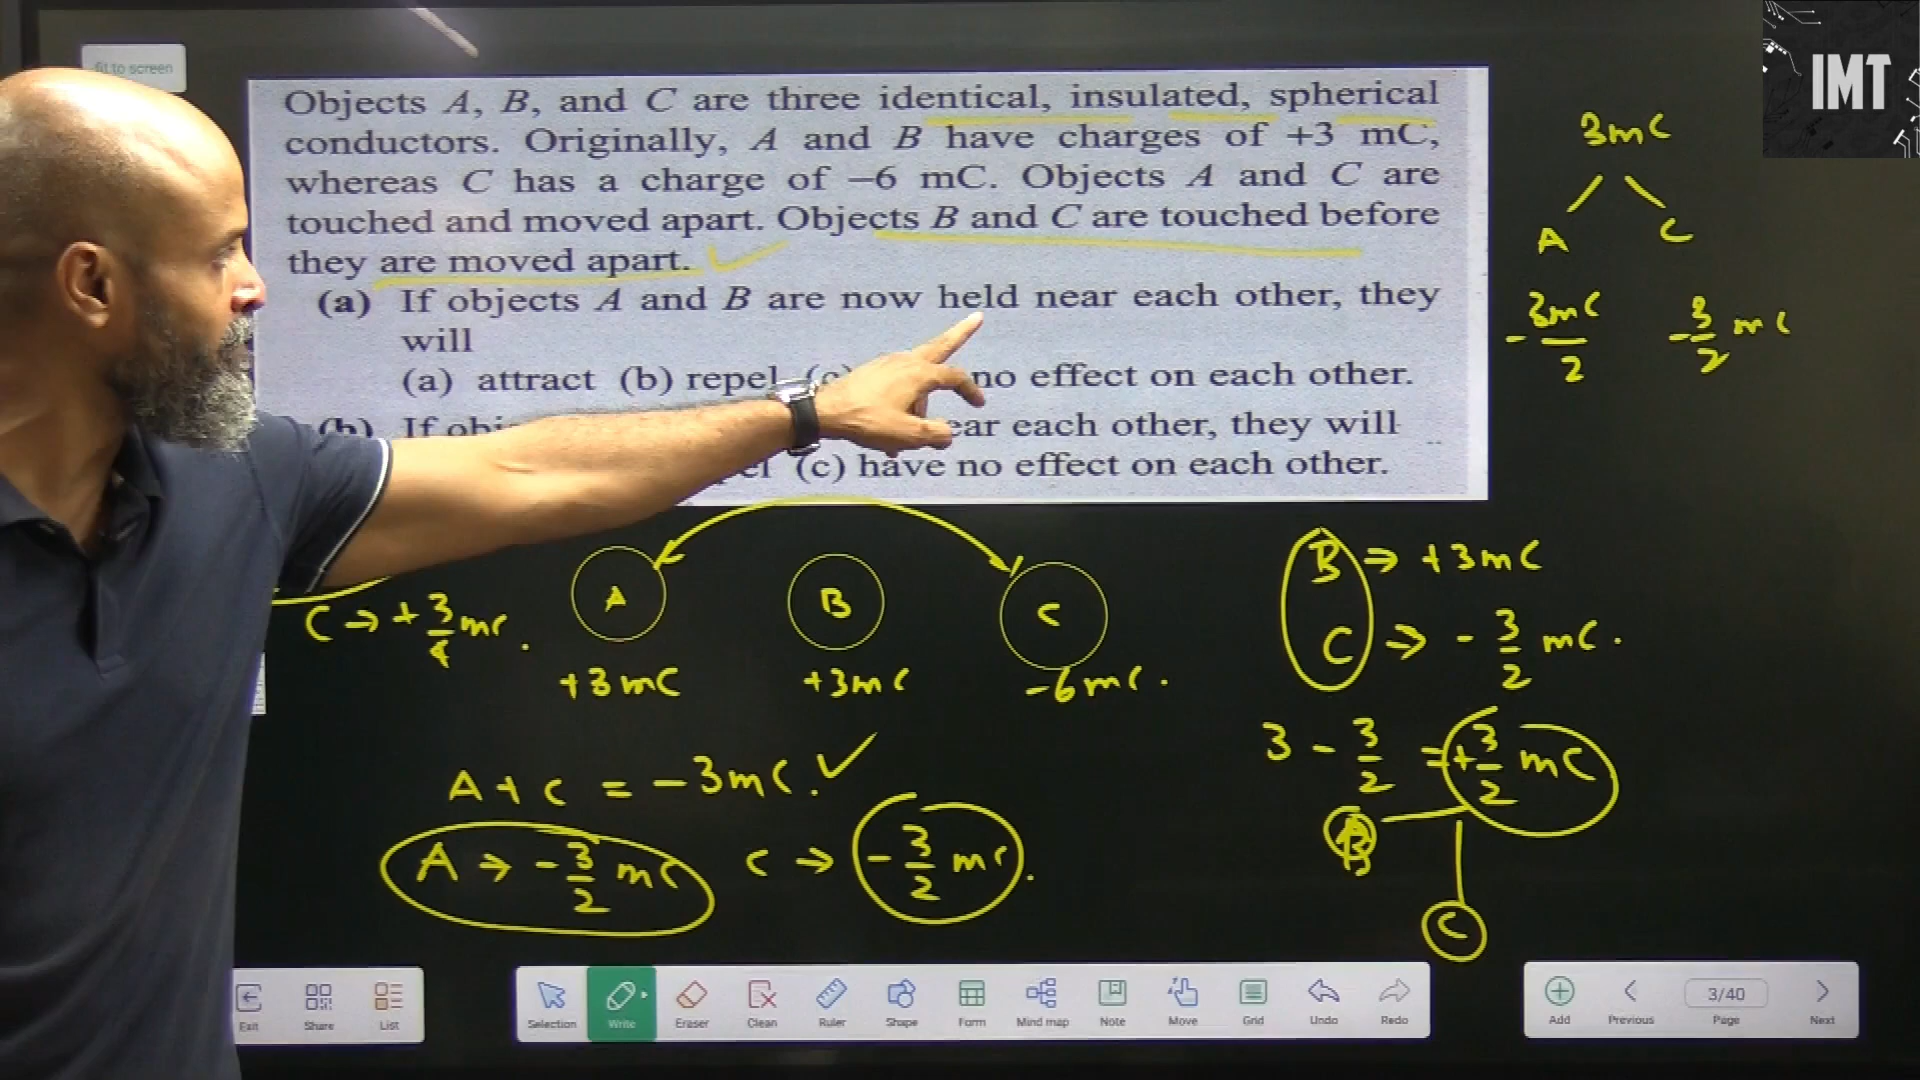 fit to screen
IMT
Objects A, B, and C are three identical, insulated, spherical
conductors. Originally, A and B have charges of +3 mC,
whereas C has a charge of −6 mC. Objects A and C are
touched and moved apart. Objects B and C are touched before
they are moved apart.
(a) If objects A and B are now held near each other, they
will
(a) attract (b) repel (c) no effect on each other.
(b) If near each other, they will
(c) have no effect on each other.
3mC
A C
-3mC/2 -3/2 mC
C → +3/4 mC.
A B C
+3mC +3mC -6mC.
A + C = -3mC.
A → -3/2 mC C → -3/2 mC.
B ⇒ +3mC
C → -3/2 mC.
3 - 3/2 = +3/2 mC
B
C
Exit Share List
Selection Write Eraser Clean Ruler Shape Form Mind map Note Move Grid Undo Redo
Add Previous 3/40 Page Next